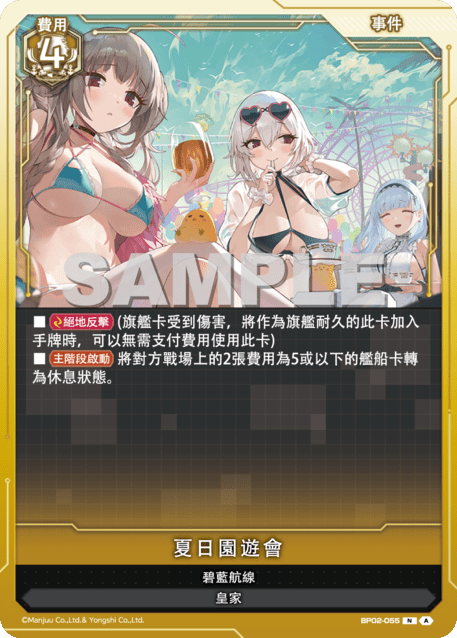 費用
事件
4
SAMPLE
■ 絕地反擊 (旗艦卡受到傷害，將作為旗艦耐久的此卡加入
手牌時，可以無需支付費用使用此卡)
■ 主階段啟動 將對方戰場上的2張費用為5或以下的艦船卡轉
為休息狀態。
夏日園遊會
碧藍航線
皇家
©Manjuu Co.,Ltd.& Yongshi Co.,Ltd.
BP02-055 N A